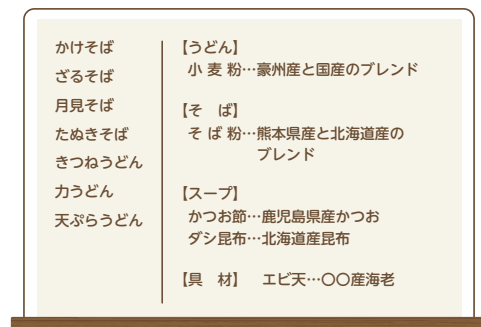 かけそば
ざるそば
月見そば
たぬきそば
きつねうどん
力うどん
天ぷらうどん
【うどん】
小 麦 粉…豪州産と国産のブレンド
【そ　ば】
そ ば 粉…熊本県産と北海道産の
ブレンド
【スープ】
かつお節…鹿児島県産かつお
ダシ昆布…北海道産昆布
【具　材】　エビ天…〇〇産海老